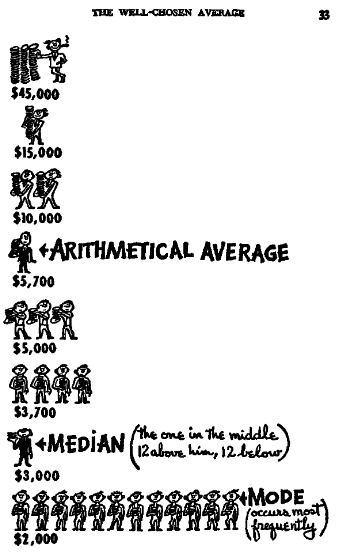 THE WELL-CHOSEN AVERAGE 33
$45,000
$15,000
$10,000
←ARITHMETICAL AVERAGE
$5,700
$5,000
$3,700
←MEDIAN (the one in the middle
12 above him, 12 below)
$3,000
←MODE
(occurs most
frequently)
$2,000